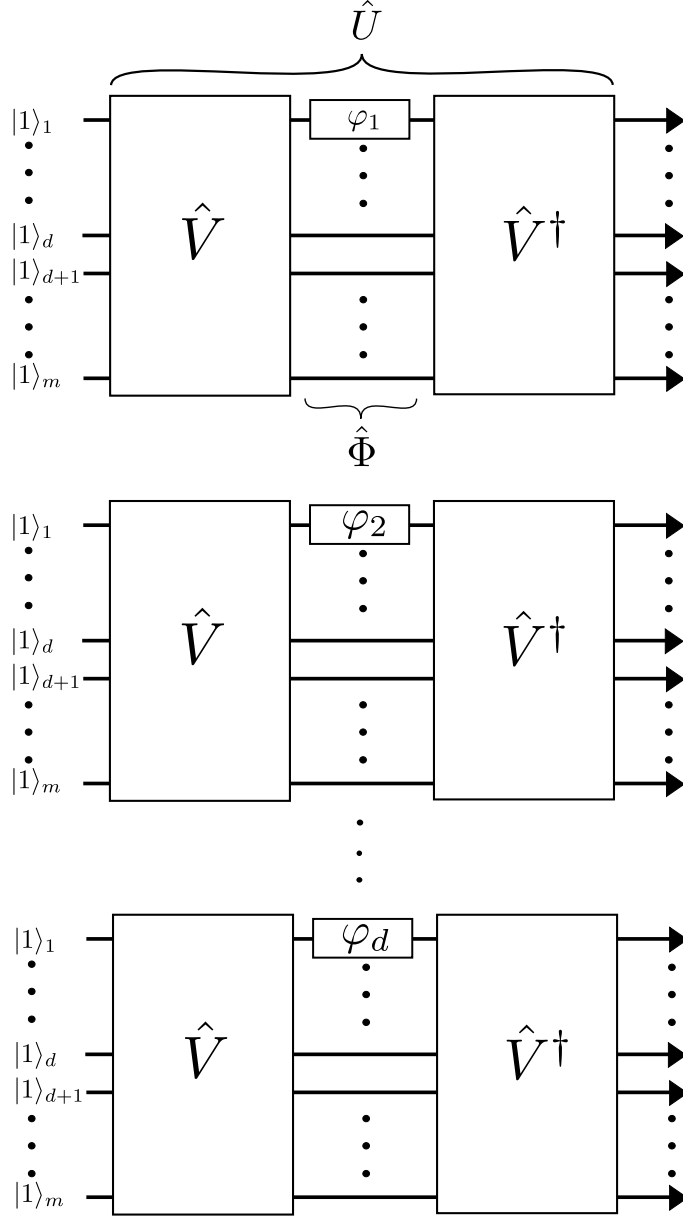 Û
|1⟩₁ φ₁
V̂ V̂†
|1⟩_d
|1⟩_{d+1}
|1⟩_m
Φ̂
|1⟩₁ φ₂
V̂ V̂†
|1⟩_d
|1⟩_{d+1}
|1⟩_m
|1⟩₁ φ_d
V̂ V̂†
|1⟩_d
|1⟩_{d+1}
|1⟩_m